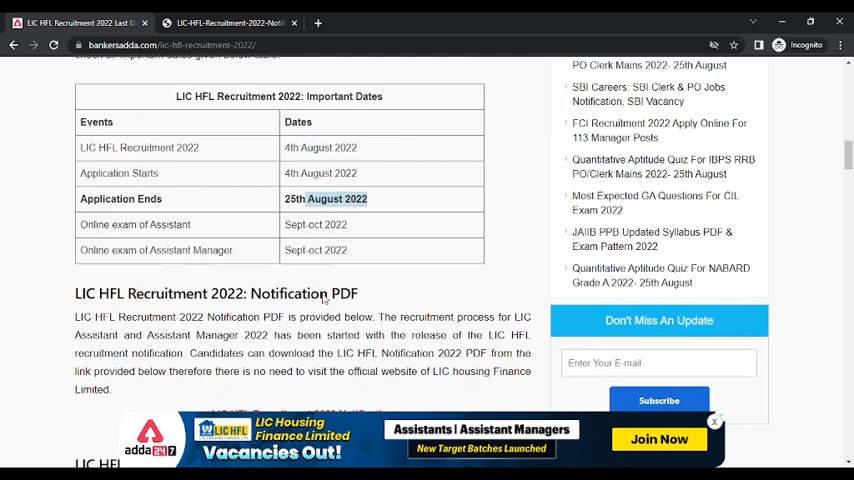 LIC HFL Recruitment 2022 Last D
LIC-HFL-Recruitment-2022-Notifi
bankersadda.com/lic-hfl-recruitment-2022/
Incognito
check all important dates given below table.
LIC HFL Recruitment 2022: Important Dates
Events Dates
LIC HFL Recruitment 2022 4th August 2022
Application Starts 4th August 2022
Application Ends 25th August 2022
Online exam of Assistant Sept-oct 2022
Online exam of Assistant Manager Sept-oct 2022
LIC HFL Recruitment 2022: Notification PDF
LIC HFL Recruitment 2022 Notification PDF is provided below. The recruitment process for LIC
Assistant and Assistant Manager 2022 has been started with the release of the LIC HFL
recruitment notification. Candidates can download the LIC HFL Notification 2022 PDF from the
link provided below therefore there is no need to visit the official website of LIC housing Finance
Limited.
LIC HF
PO Clerk Mains 2022- 25th August
SBI Careers: SBI Clerk & PO Jobs
Notification, SBI Vacancy
FCI Recruitment 2022 Apply Online For
113 Manager Posts
Quantitative Aptitude Quiz For IBPS RRB
PO/Clerk Mains 2022- 25th August
Most Expected GA Questions For CIL
Exam 2022
JAIIB PPB Updated Syllabus PDF &
Exam Pattern 2022
Quantitative Aptitude Quiz For NABARD
Grade A 2022- 25th August
Don't Miss An Update
Enter Your E-mail
Subscribe
adda247
LIC HFL
LIC Housing
Finance Limited
Vacancies Out!
Assistants | Assistant Managers
New Target Batches Launched
Join Now
X